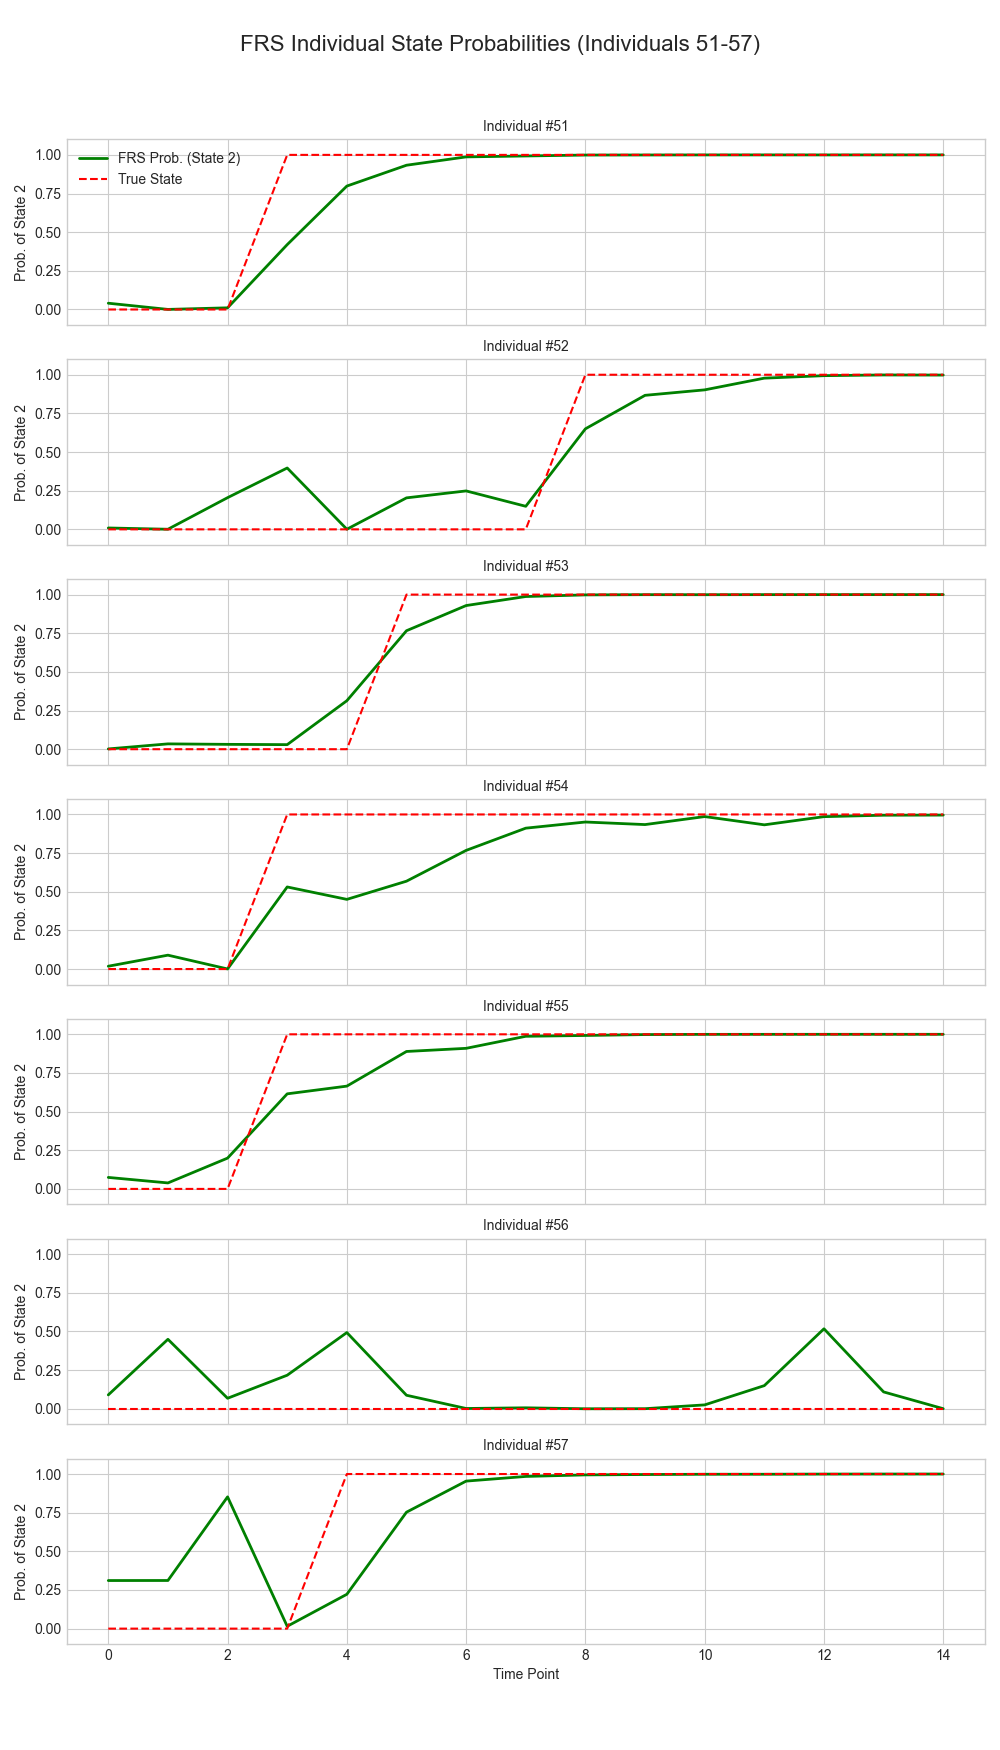 FRS Individual State Probabilities (Individuals 51-57)
Individual #51
FRS Prob. (State 2)
True State
1.00
0.75
0.50
0.25
0.00
Prob. of State 2
Individual #52
1.00
0.75
0.50
0.25
0.00
Prob. of State 2
Individual #53
1.00
0.75
0.50
0.25
0.00
Prob. of State 2
Individual #54
1.00
0.75
0.50
0.25
0.00
Prob. of State 2
Individual #55
1.00
0.75
0.50
0.25
0.00
Prob. of State 2
Individual #56
1.00
0.75
0.50
0.25
0.00
Prob. of State 2
Individual #57
1.00
0.75
0.50
0.25
0.00
Prob. of State 2
0 2 4 6 8 10 12 14
Time Point